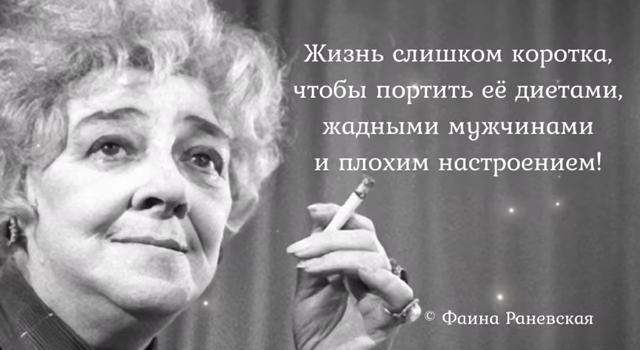 Жизнь слишком коротка,
чтобы портить её диетами,
жадными мужчинами
и плохим настроением!
© Фаина Раневская